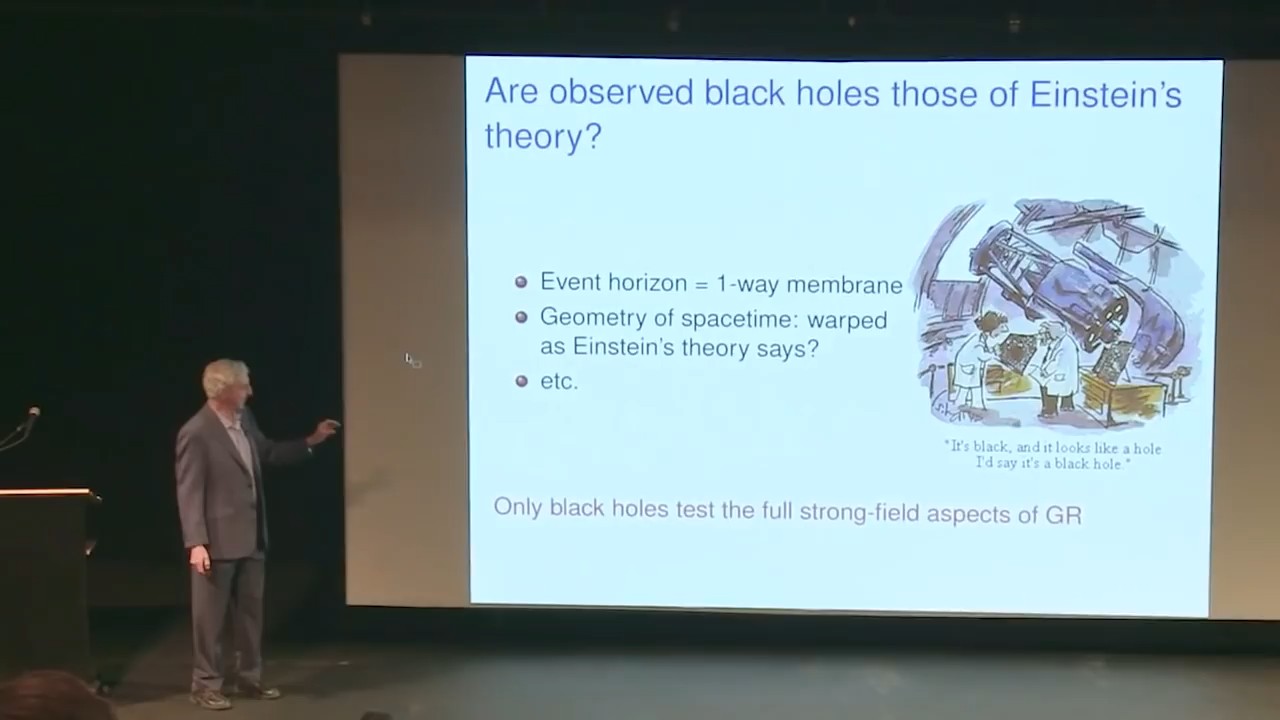 Are observed black holes those of Einstein's
theory?
Event horizon = 1-way membrane
Geometry of spacetime: warped
as Einstein's theory says?
etc.
"It's black, and it looks like a hole
I'd say it's a black hole."
Only black holes test the full strong-field aspects of GR